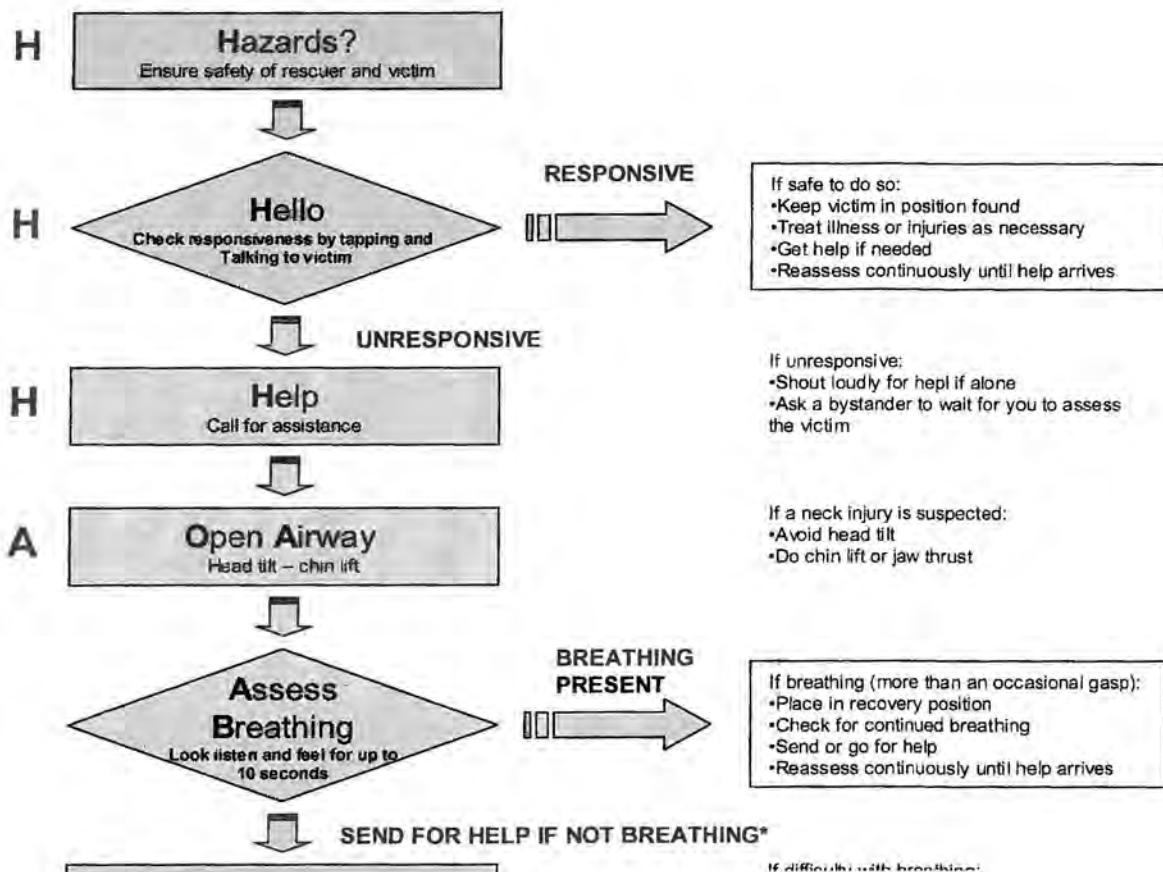 H
Hazards?
Ensure safety of rescuer and victim
H
Hello
Check responsiveness by tapping and
Talking to victim
RESPONSIVE
If safe to do so:
•Keep victim in position found
•Treat illness or injuries as necessary
•Get help if needed
•Reassess continuously until help arrives
UNRESPONSIVE
H
Help
Call for assistance
If unresponsive:
•Shout loudly for hepl if alone
•Ask a bystander to wait for you to assess
the victim
A
Open Airway
Head tilt – chin lift
If a neck injury is suspected:
•Avoid head tilt
•Do chin lift or jaw thrust
Assess
Breathing
Look listen and feel for up to
10 seconds
BREATHING
PRESENT
If breathing (more than an occasional gasp):
•Place in recovery position
•Check for continued breathing
•Send or go for help
•Reassess continuously until help arrives
SEND FOR HELP IF NOT BREATHING*
If difficulty with breathing: